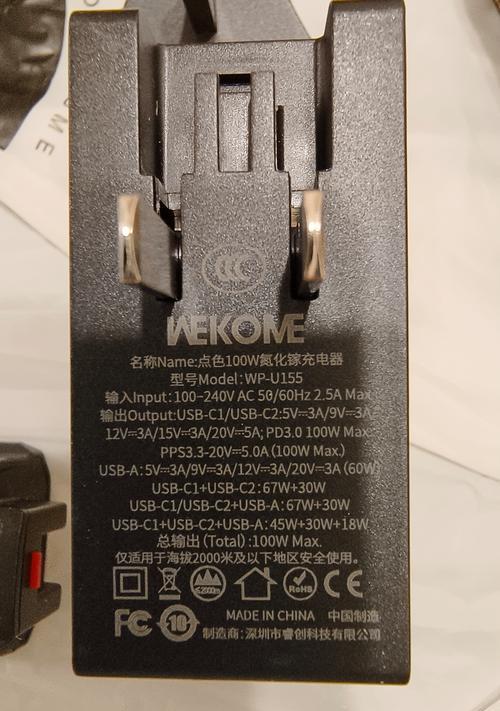 OME
CCC
WEKOME
名称Name:点色100W氮化镓充电器
型号Model:WP-U155
输入Input:100-240V AC 50/60Hz 2.5A Max
输出Output:USB-C1/USB-C2:5V⎓3A/9V⎓3A
12V⎓3A/15V⎓3A/20V⎓5A; PD3.0 100W Max.
PPS3.3-20V⎓5.0A (100W Max.)
USB-A:5V⎓3A/9V⎓3A/12V⎓3A/20V⎓3A (60W)
USB-C1+USB-C2:67W+30W
USB-C1/USB-C2+USB-A:67W+30W
USB-C1+USB-C2+USB-A:45W+30W+18W
总输出 (Total):100W Max.
仅适用于海拔2000米及以下地区安全使用。
≤2000m RoHS CE
FC 10 MADE IN CHINA 中国制造
制造商:深圳市睿创科技有限公司